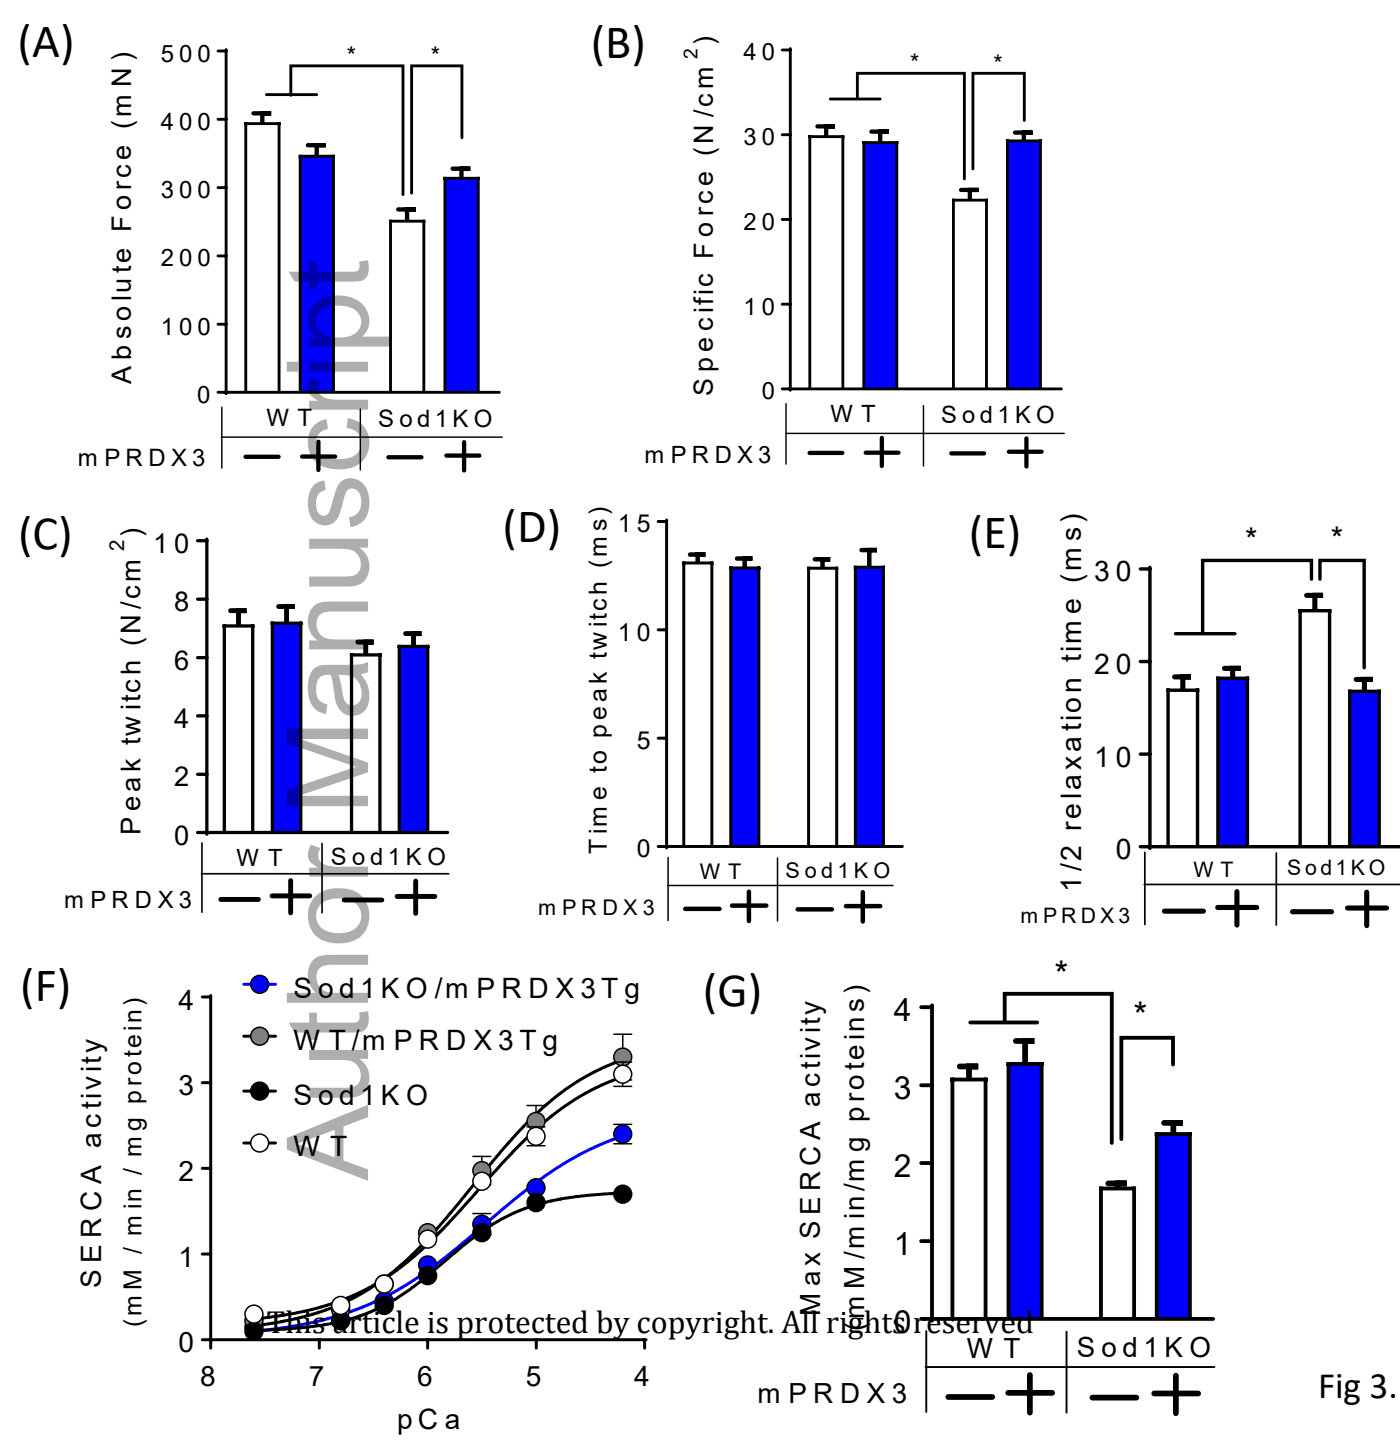 (A)
Absolute Force (mN)
500
400
300
200
100
0
*
*
WT
Sod1KO
mPRDX3
— + — +
(B)
Specific Force (N/cm2)
40
30
20
10
0
*
*
WT
Sod1KO
mPRDX3
— + — +
(C)
Peak twitch (N/cm2)
10
8
6
4
2
0
WT
Sod1KO
mPRDX3
— + — +
(D)
Time to peak twitch (ms)
15
10
5
0
WT
Sod1KO
mPRDX3
— + — +
(E)
1/2 relaxation time (ms)
30
20
10
0
*
*
WT
Sod1KO
mPRDX3
— + — +
(F)
SERCA activity
(mM / min / mg protein)
4
3
2
1
0
Sod1KO/mPRDX3Tg
WT/mPRDX3Tg
Sod1KO
WT
8
7
6
5
4
pCa
(G)
Max SERCA activity
(mM/min/mg proteins)
4
3
2
1
0
*
*
WT
Sod1KO
mPRDX3
— + — +
Author Manuscript
This article is protected by copyright. All rights reserved
Fig 3.